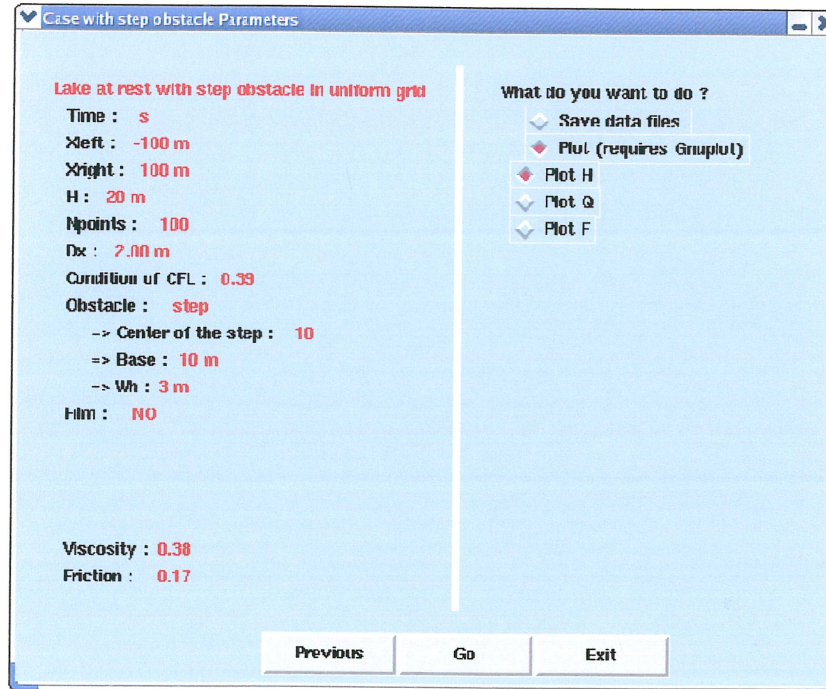 Case with step obstacle Parameters
Lake at rest with step obstacle in uniform grid
Time : s
Xleft : -100 m
Xright : 100 m
H : 20 m
Npoints : 100
Dx : 2.00 m
Condition of CFL : 0.39
Obstacle : step
-> Center of the step : 10
=> Base : 10 m
-> Wh : 3 m
Film : NO
Viscosity : 0.38
Friction : 0.17
What do you want to do ?
Save data files
Plot (requires Gnuplot)
Plot H
Plot Q
Plot F
Previous
Go
Exit